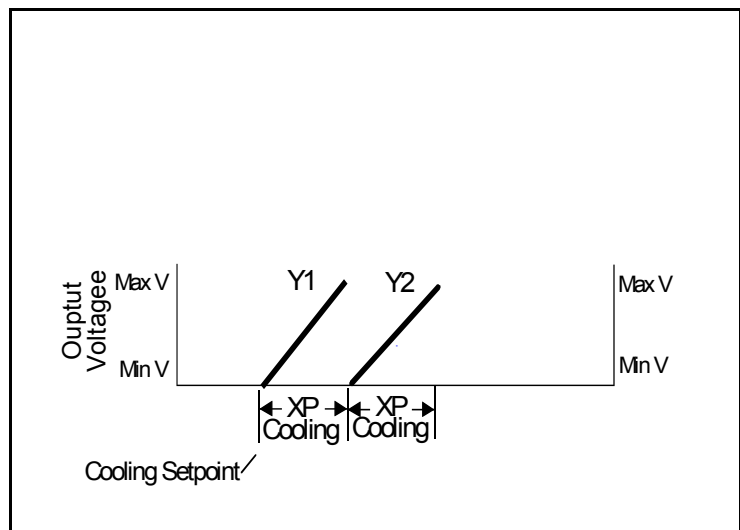 Ouptut
Voltagee
Max V
Y1
Y2
Max V
Min V
Min V
XP
Cooling
XP
Cooling
Cooling Setpoint